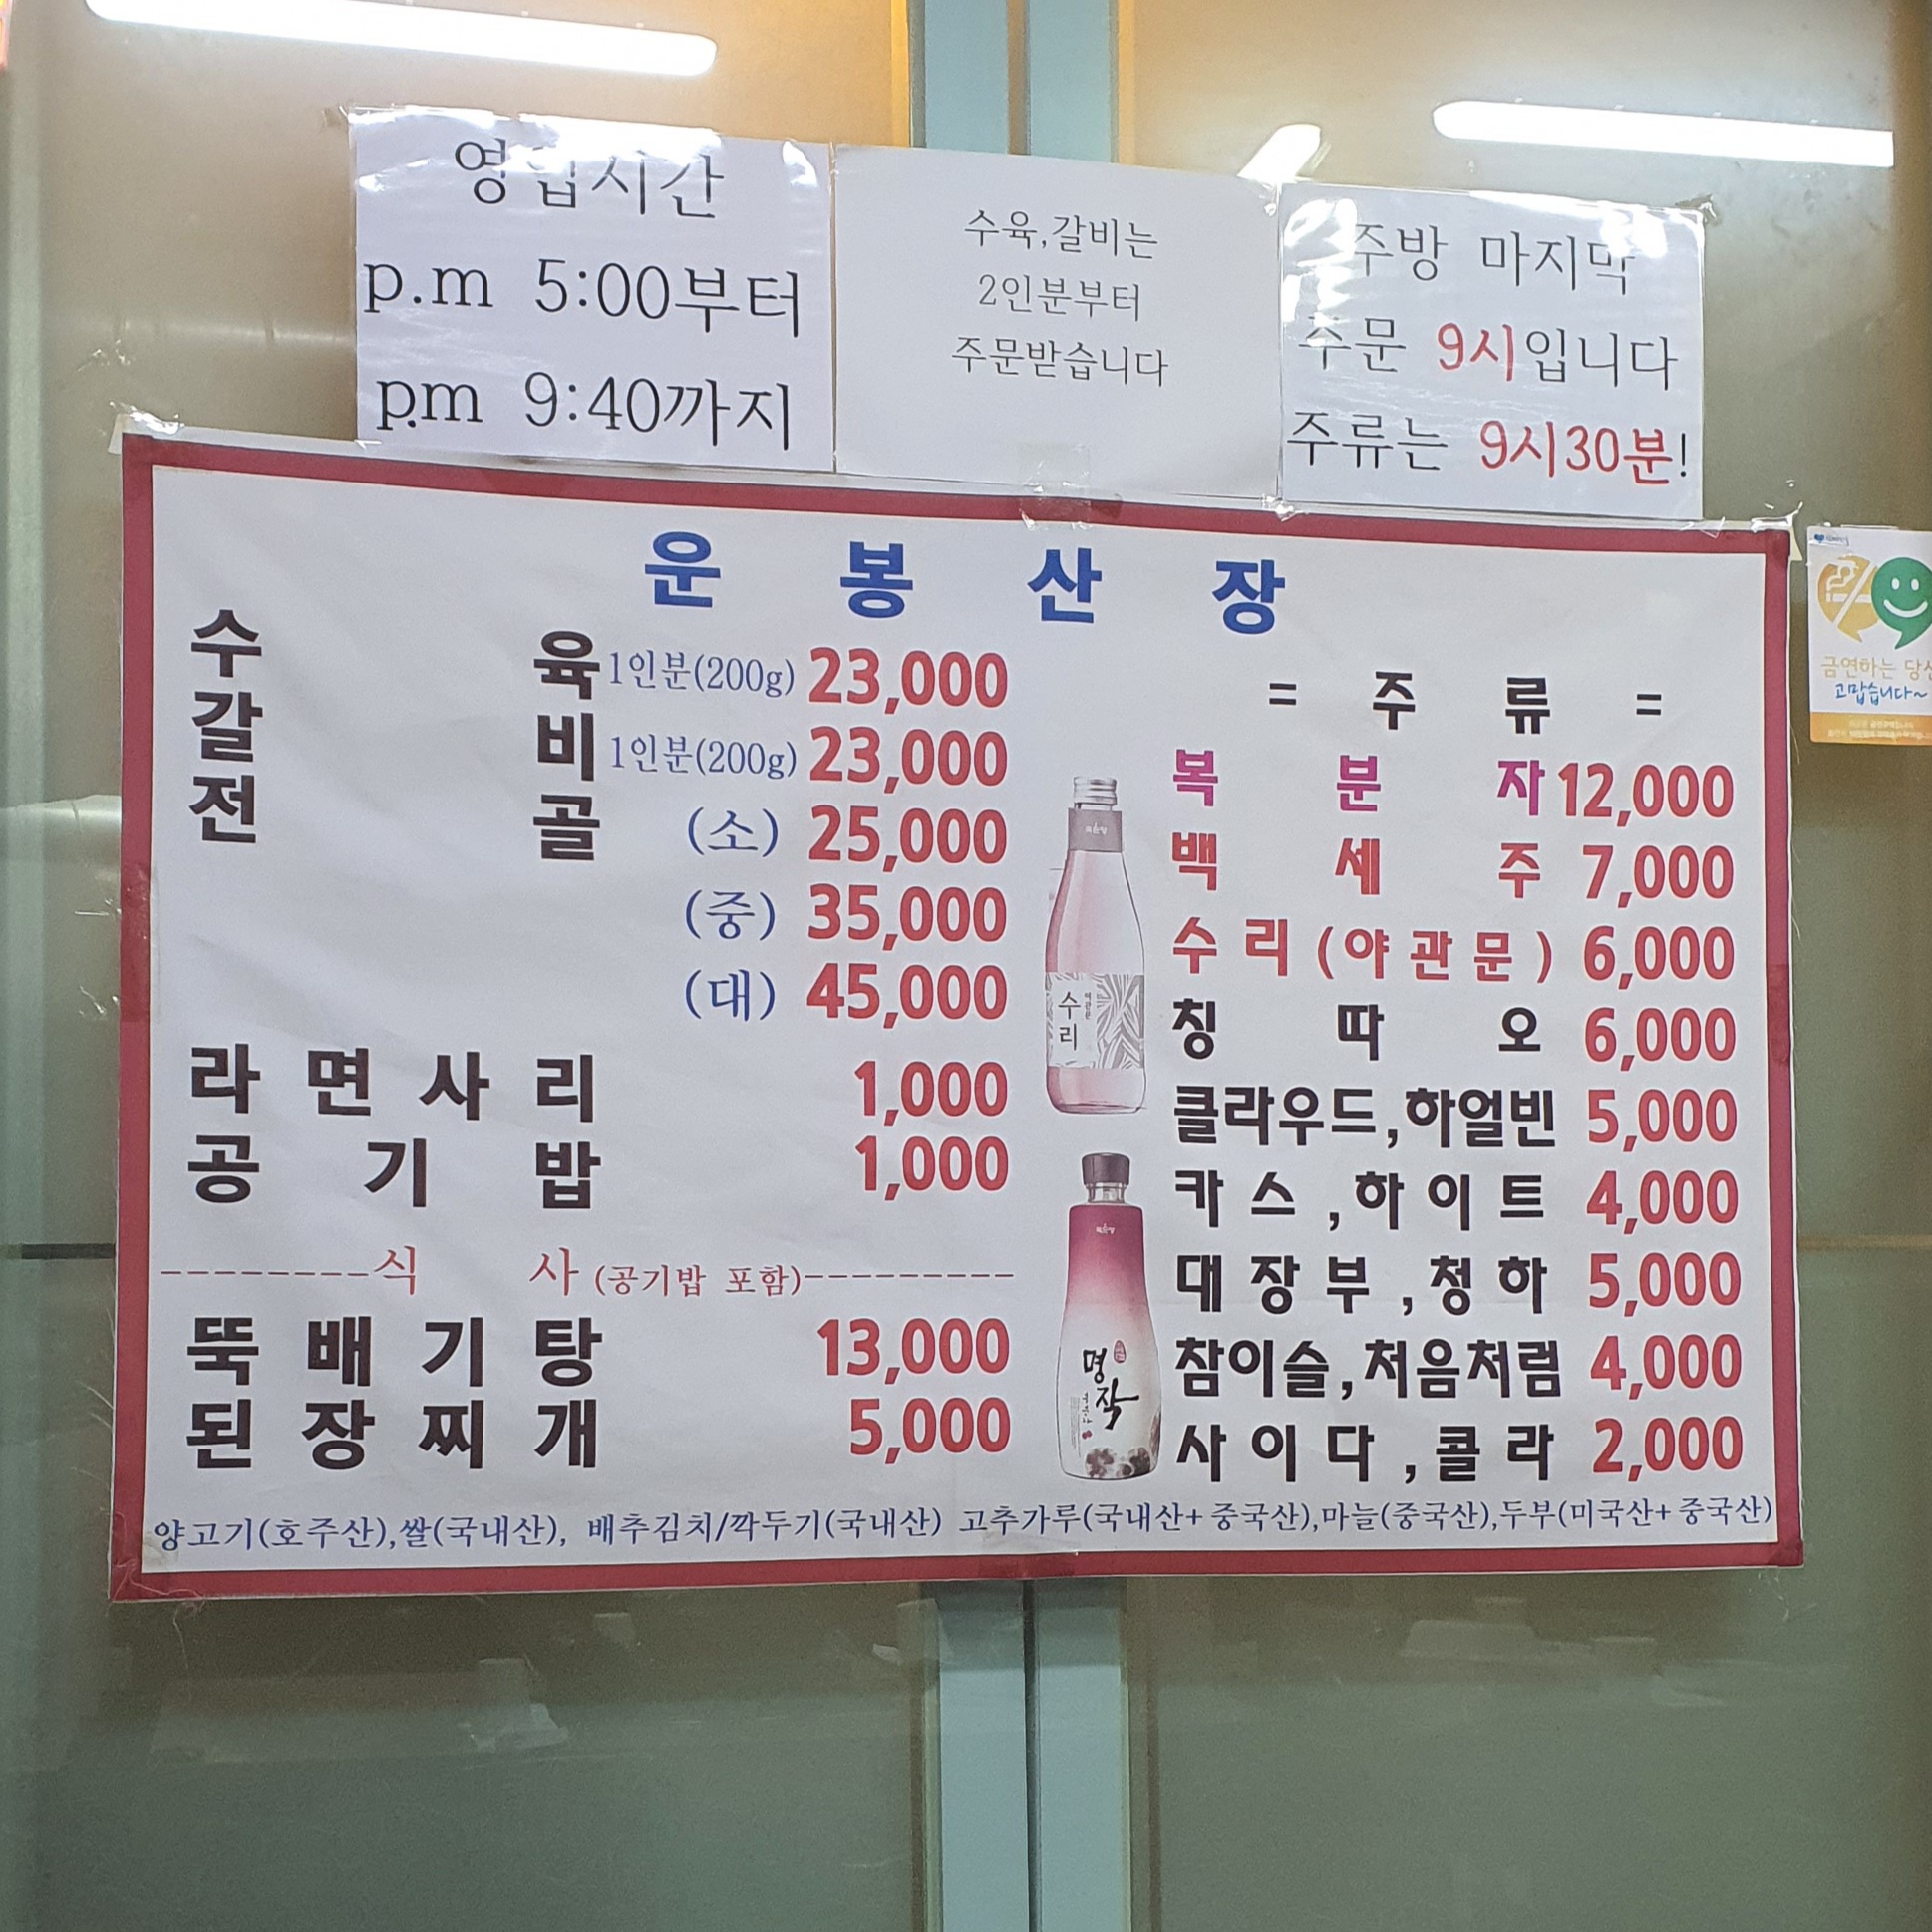 영업시간
p.m 5:00부터
p.m 9:40까지
수육,갈비는
2인분부터
주문받습니다
주방 마지막
주문 9시입니다
주류는 9시30분!
운봉산장
수육 1인분(200g) 23,000
갈비 1인분(200g) 23,000
전골 (소) 25,000
(중) 35,000
(대) 45,000
라면사리 1,000
공기밥 1,000
--------식 사(공기밥 포함)---------
뚝배기탕 13,000
된장찌개 5,000
= 주 류 =
복분자 12,000
백세주 7,000
수리(야관문) 6,000
칭따오 6,000
클라우드,하얼빈 5,000
카스,하이트 4,000
대장부,청하 5,000
참이슬,처음처럼 4,000
사이다,콜라 2,000
수리
명작
양고기(호주산),쌀(국내산), 배추김치/깍두기(국내산) 고추가루(국내산+중국산),마늘(중국산),두부(미국산+중국산)
금연하는
고맙습니다~